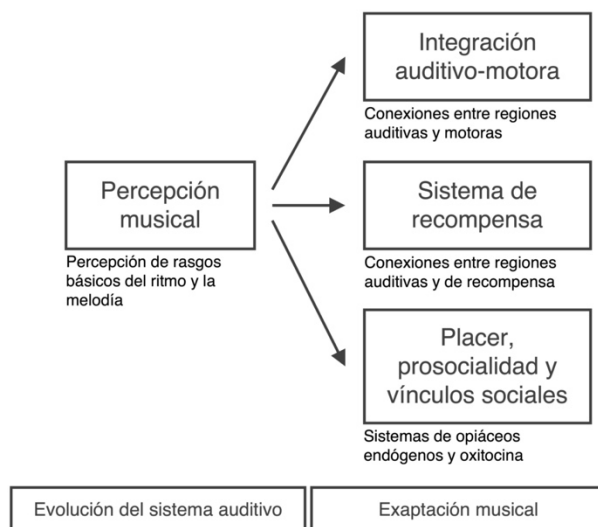 Integración
auditivo-motora
Conexiones entre regiones
auditivas y motoras
Percepción
musical
Percepción de rasgos
básicos del ritmo y la
melodía
Sistema de
recompensa
Conexiones entre regiones
auditivas y de recompensa
Placer,
prosocialidad y
vínculos sociales
Sistemas de opiáceos
endógenos y oxitocina
Evolución del sistema auditivo
Exaptación musical